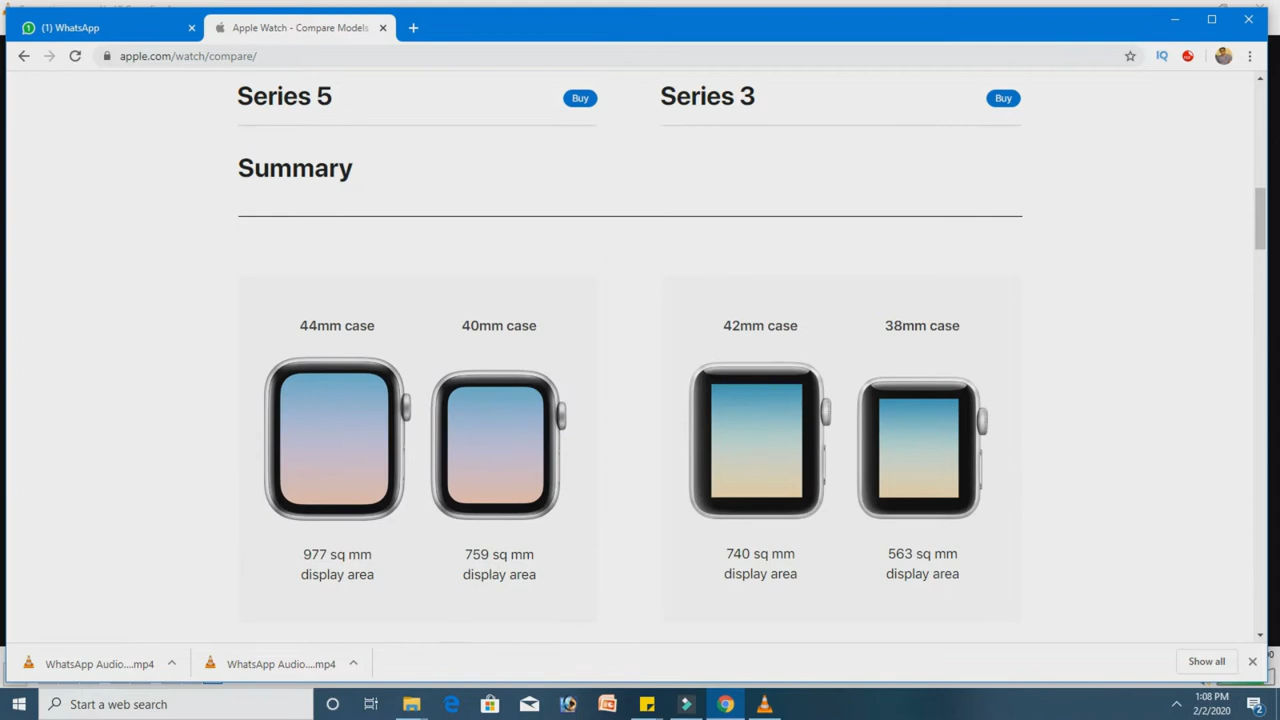 (1) WhatsApp
Apple Watch - Compare Models
apple.com/watch/compare/
IQ
Series 5
Buy
Series 3
Buy
Summary
44mm case
40mm case
42mm case
38mm case
977 sq mm
display area
759 sq mm
display area
740 sq mm
display area
563 sq mm
display area
WhatsApp Audio....mp4
WhatsApp Audio....mp4
Show all
Start a web search
1:08 PM
2/2/2020
2